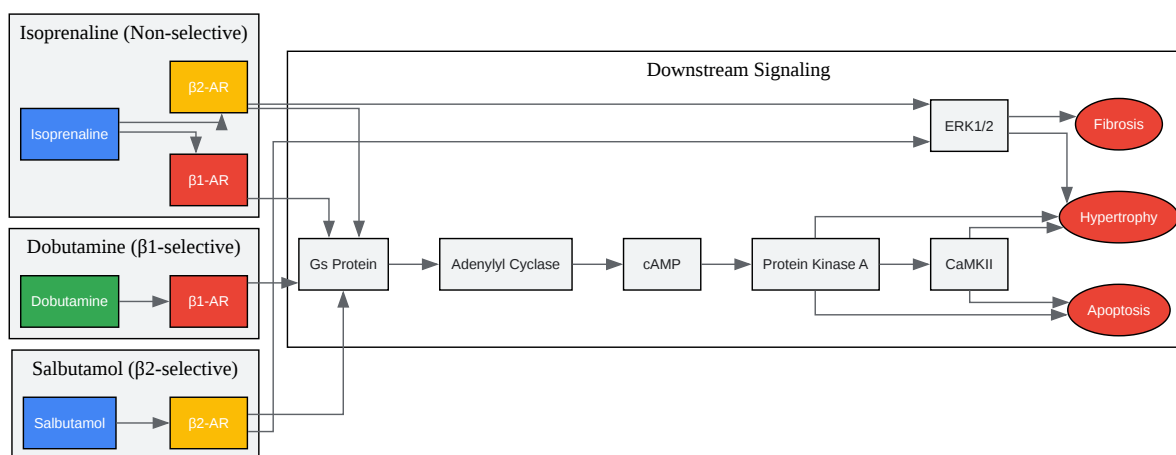 Isoprenaline (Non-selective)
β2-AR
Isoprenaline
β1-AR
Dobutamine (β1-selective)
Dobutamine
β1-AR
Salbutamol (β2-selective)
Salbutamol
β2-AR
Downstream Signaling
ERK1/2
Fibrosis
Hypertrophy
Gs Protein
Adenylyl Cyclase
cAMP
Protein Kinase A
CaMKII
Apoptosis